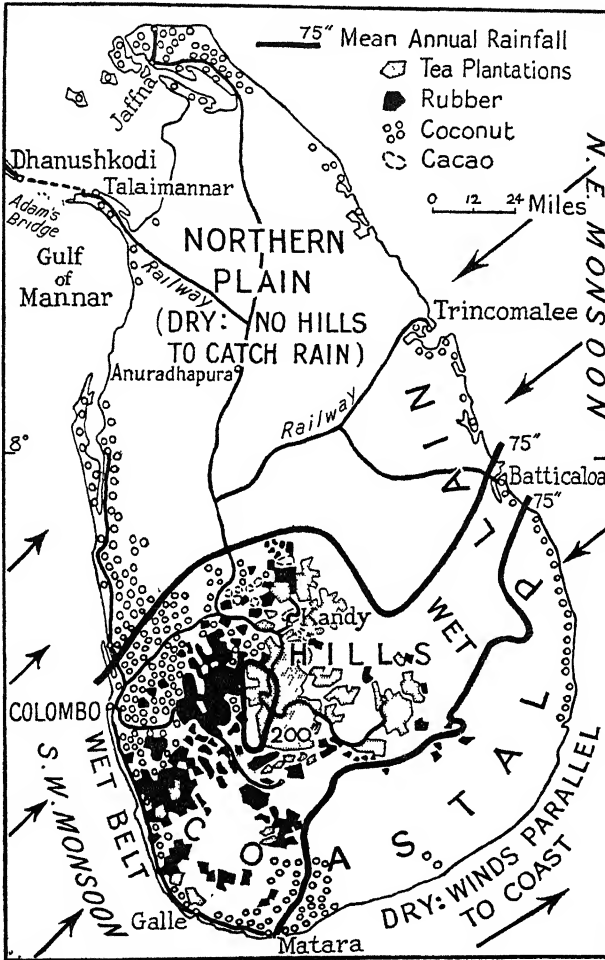 75" Mean Annual Rainfall
Tea Plantations
Rubber
Coconut
Cacao
0 12 24 Miles
Jaffna
Dhanushkodi
Talaimannar
Adam's
Bridge
Gulf
of
Mannar
Railway
NORTHERN
PLAIN
(DRY: NO HILLS
TO CATCH RAIN)
N.E. MONSOON
Trincomalee
Anuradhapura
Railway
8°
75"
Batticaloa
75"
WET
Kandy
HILLS
COLOMBO
200"
WET BELT
S.W. MONSOON
COASTAL PLAIN
DRY: WINDS PARALLEL
TO COAST
Galle
Matara